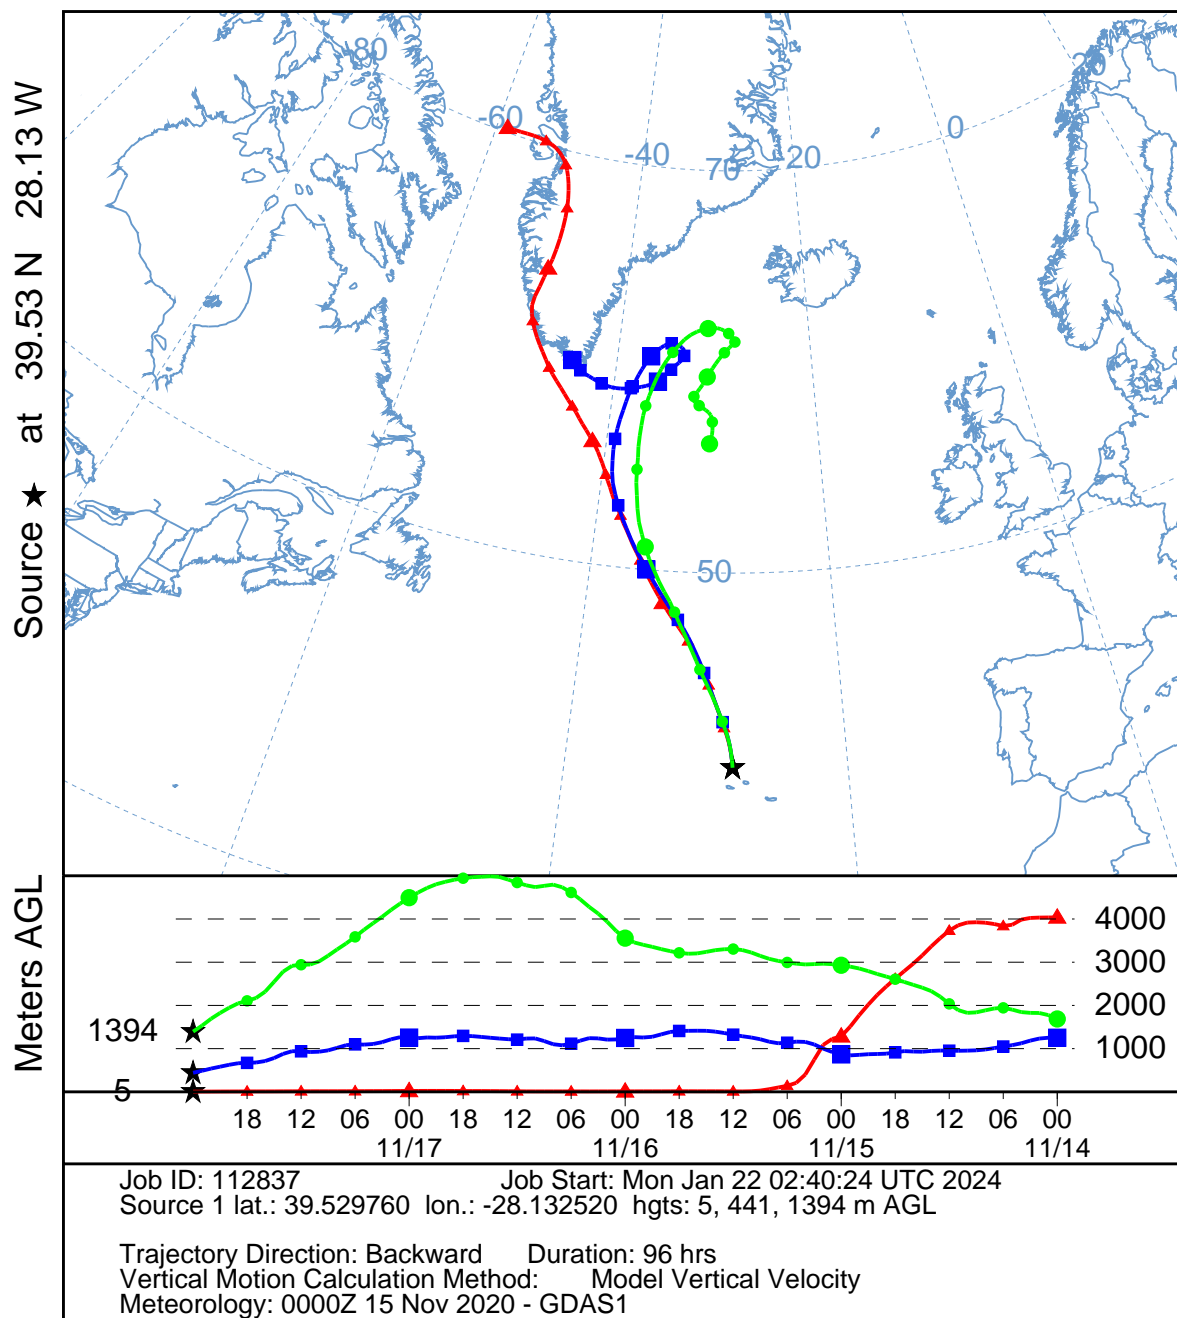 Source ★ at 39.53 N 28.13 W
80
-60
-40
70
-20
0
20
50
Meters AGL
1394
5
4000
3000
2000
1000
18 12 06 00 18 12 06 00 18 12 06 00 18 12 06 00
11/17 11/16 11/15 11/14
Job ID: 112837 Job Start: Mon Jan 22 02:40:24 UTC 2024
Source 1 lat.: 39.529760 lon.: -28.132520 hgts: 5, 441, 1394 m AGL
Trajectory Direction: Backward Duration: 96 hrs
Vertical Motion Calculation Method: Model Vertical Velocity
Meteorology: 0000Z 15 Nov 2020 - GDAS1